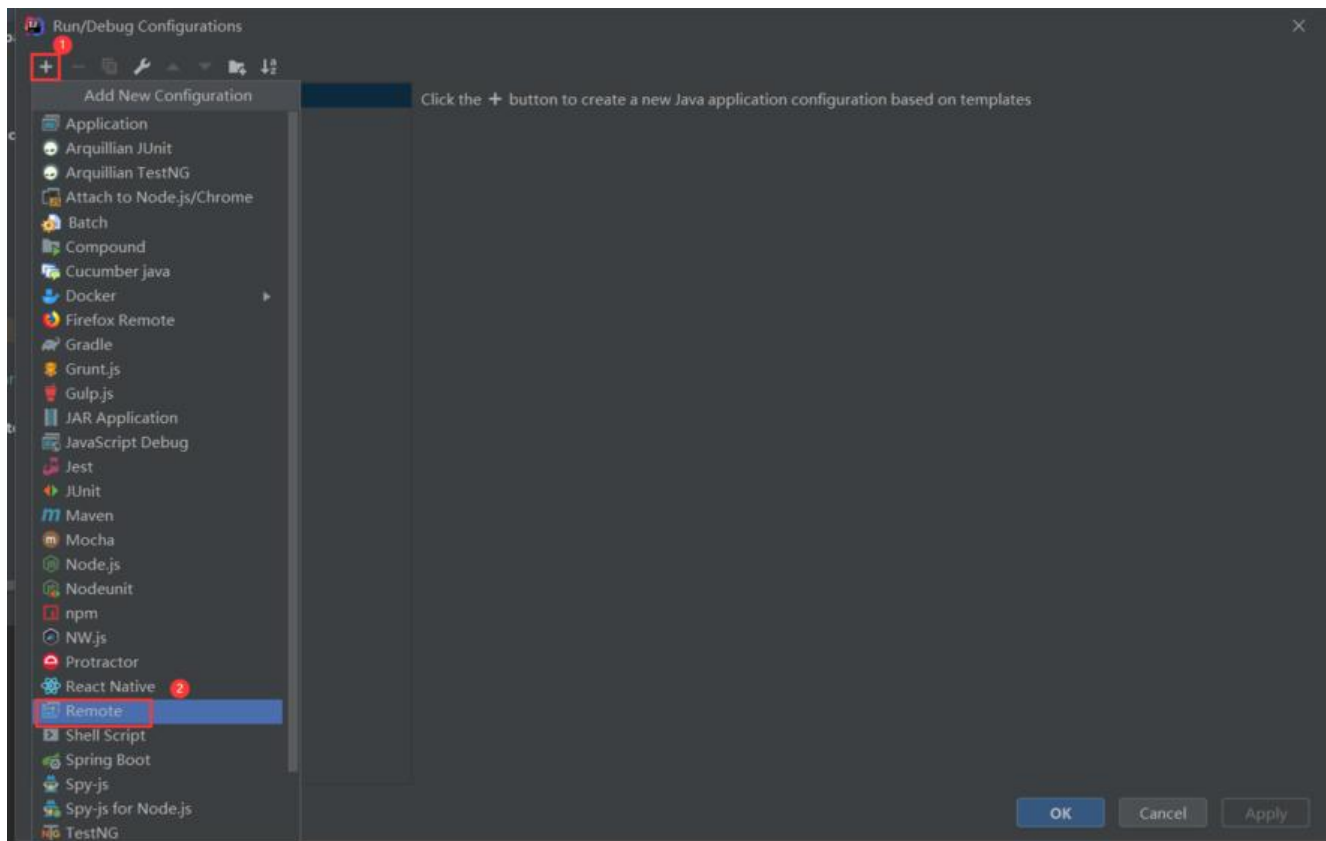 Run/Debug Configurations
1
Add New Configuration
Click the + button to create a new Java application configuration based on templates
Application
Arquillian JUnit
Arquillian TestNG
Attach to Node.js/Chrome
Batch
Compound
Cucumber java
Docker
Firefox Remote
Gradle
Grunt.js
Gulp.js
JAR Application
JavaScript Debug
Jest
JUnit
Maven
Mocha
Node.js
Nodeunit
npm
NW.js
Protractor
React Native 2
Remote
Shell Script
Spring Boot
Spy-js
Spy-js for Node.js
TestNG
OK Cancel Apply